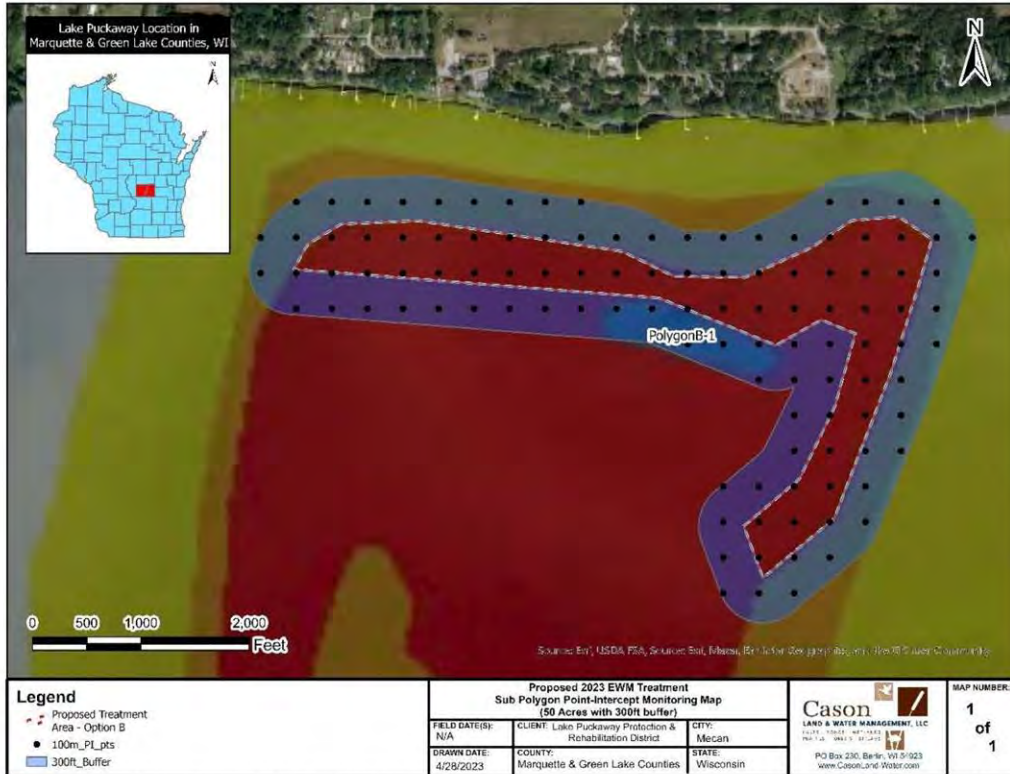 Lake Puckaway Location in
Marquette & Green Lake Counties, WI
N
N
PolygonB-1
0 500 1,000 2,000
Feet
Legend
Proposed Treatment
Area - Option B
100m_PI_pts
300ft_Buffer
Proposed 2023 EWM Treatment
Sub Polygon Point-Intercept Monitoring Map
(50 Acres with 300ft buffer)
FIELD DATE(S):
N/A
CLIENT: Lake Puckaway Protection &
Rehabilitation District
CITY:
Mecan
DRAWN DATE:
4/28/2023
COUNTY:
Marquette & Green Lake Counties
STATE:
Wisconsin
Cason
LAND & WATER MANAGEMENT, LLC
PO Box 230, Berlin, WI 54923
www.CasonLand-Water.com
MAP NUMBER:
1
of
1